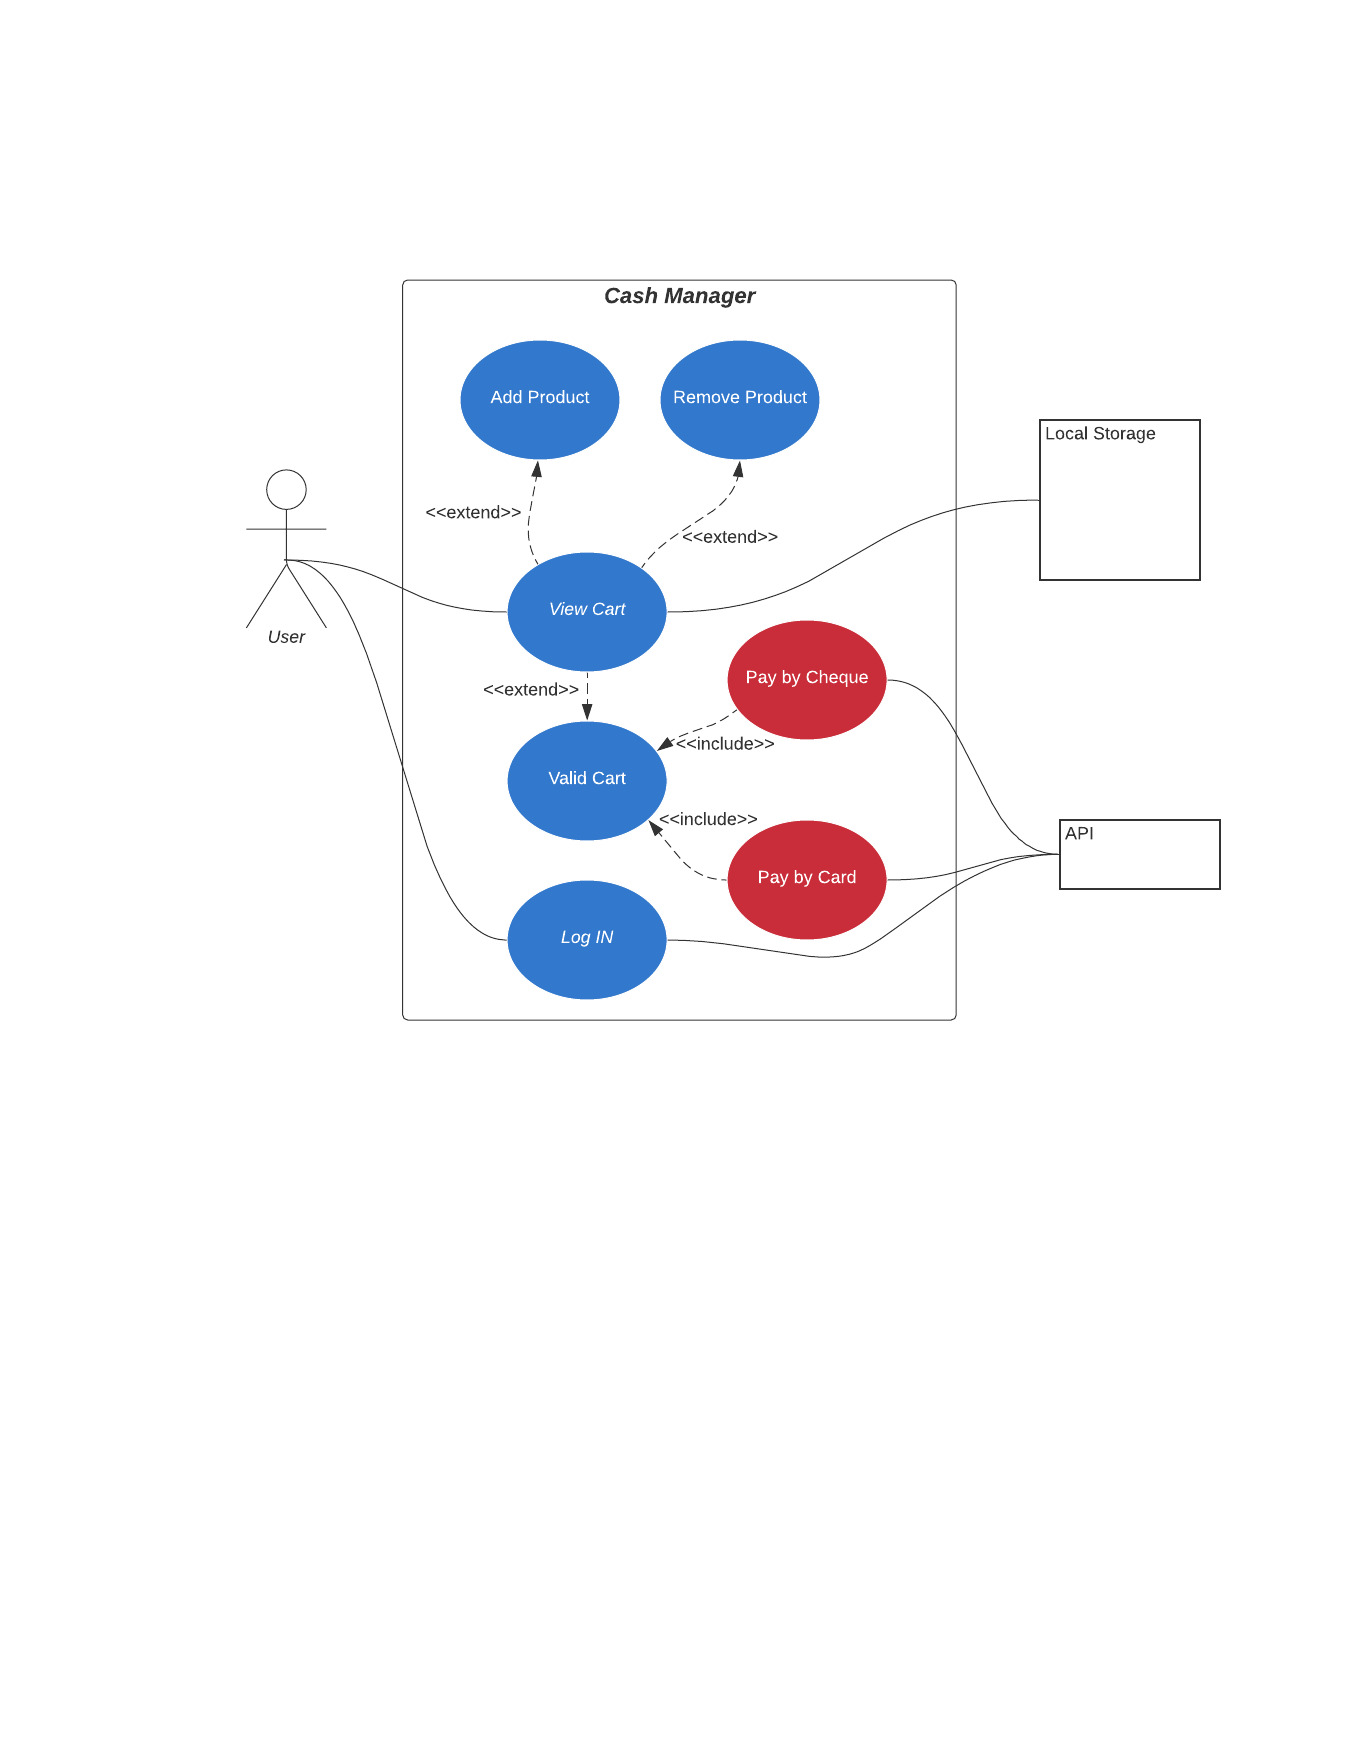 Cash Manager
Add Product
Remove Product
Local Storage
<<extend>>
<<extend>>
View Cart
User
Pay by Cheque
<<extend>>
<<include>>
Valid Cart
<<include>>
API
Pay by Card
Log IN